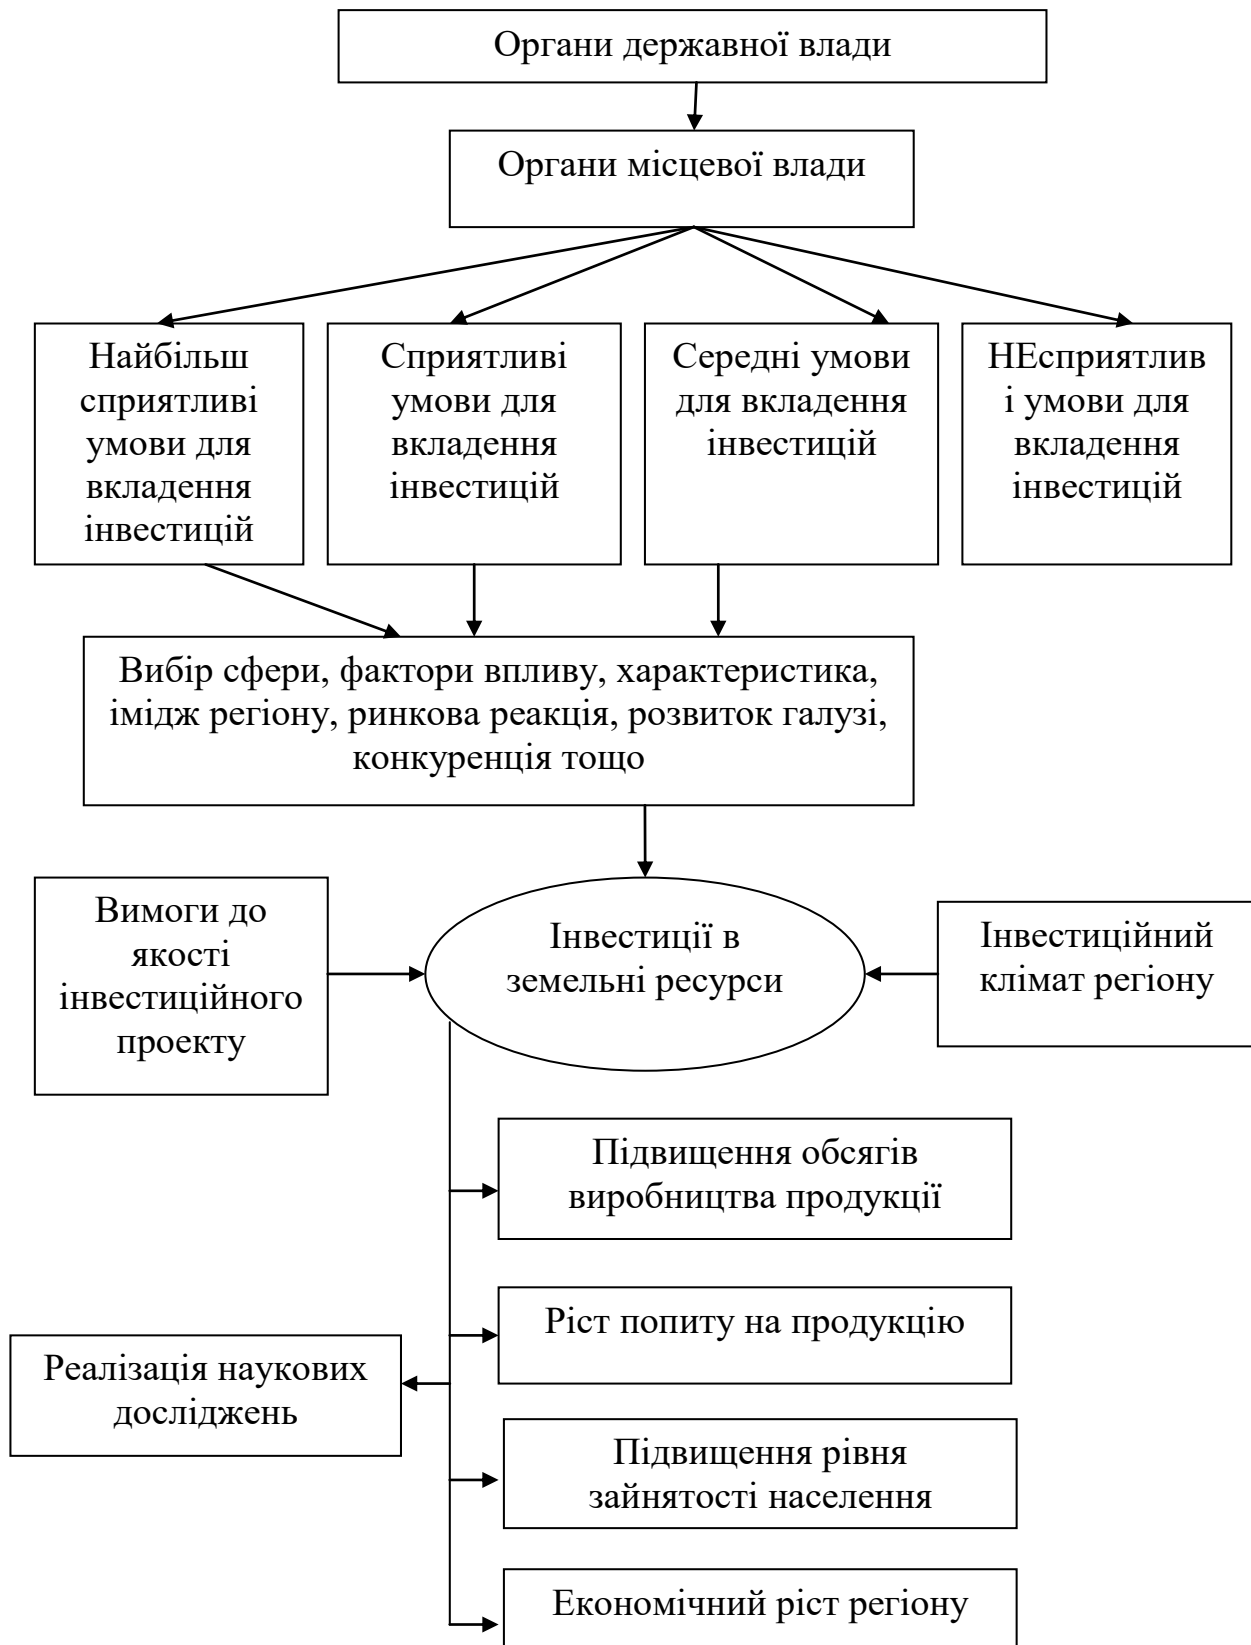 Органи державної влади
Органи місцевої влади
Найбільш
сприятливі
умови для
вкладення
інвестицій
Сприятливі
умови для
вкладення
інвестицій
Середні умови
для вкладення
інвестицій
НЕсприятлив
і умови для
вкладення
інвестицій
Вибір сфери, фактори впливу, характеристика,
імідж регіону, ринкова реакція, розвиток галузі,
конкуренція тощо
Вимоги до
якості
інвестиційного
проекту
Інвестиції в
земельні ресурси
Інвестиційний
клімат регіону
Підвищення обсягів
виробництва продукції
Ріст попиту на продукцію
Реалізація наукових
досліджень
Підвищення рівня
зайнятості населення
Економічний ріст регіону